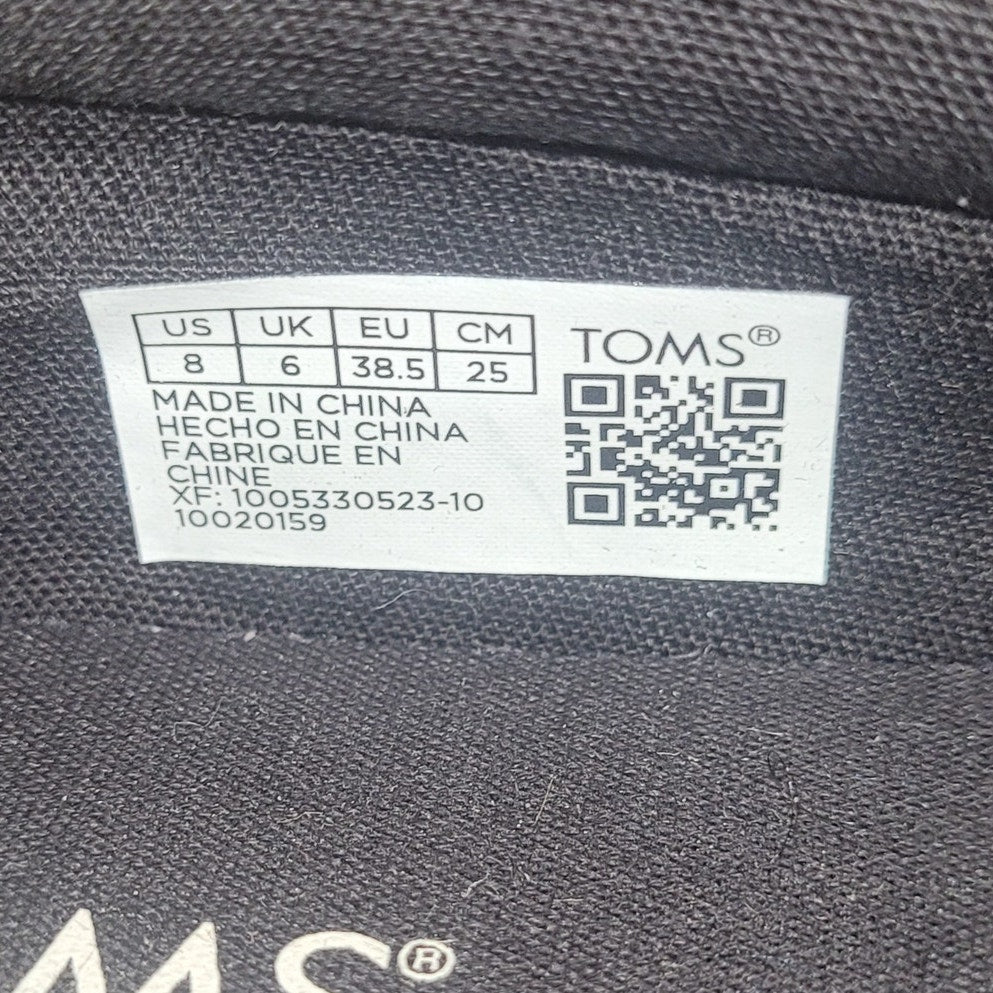 US UK EU CM
8 6 38.5 25
TOMS®
MADE IN CHINA
HECHO EN CHINA
FABRIQUE EN
CHINE
XF: 1005330523-10
10020159
MS®